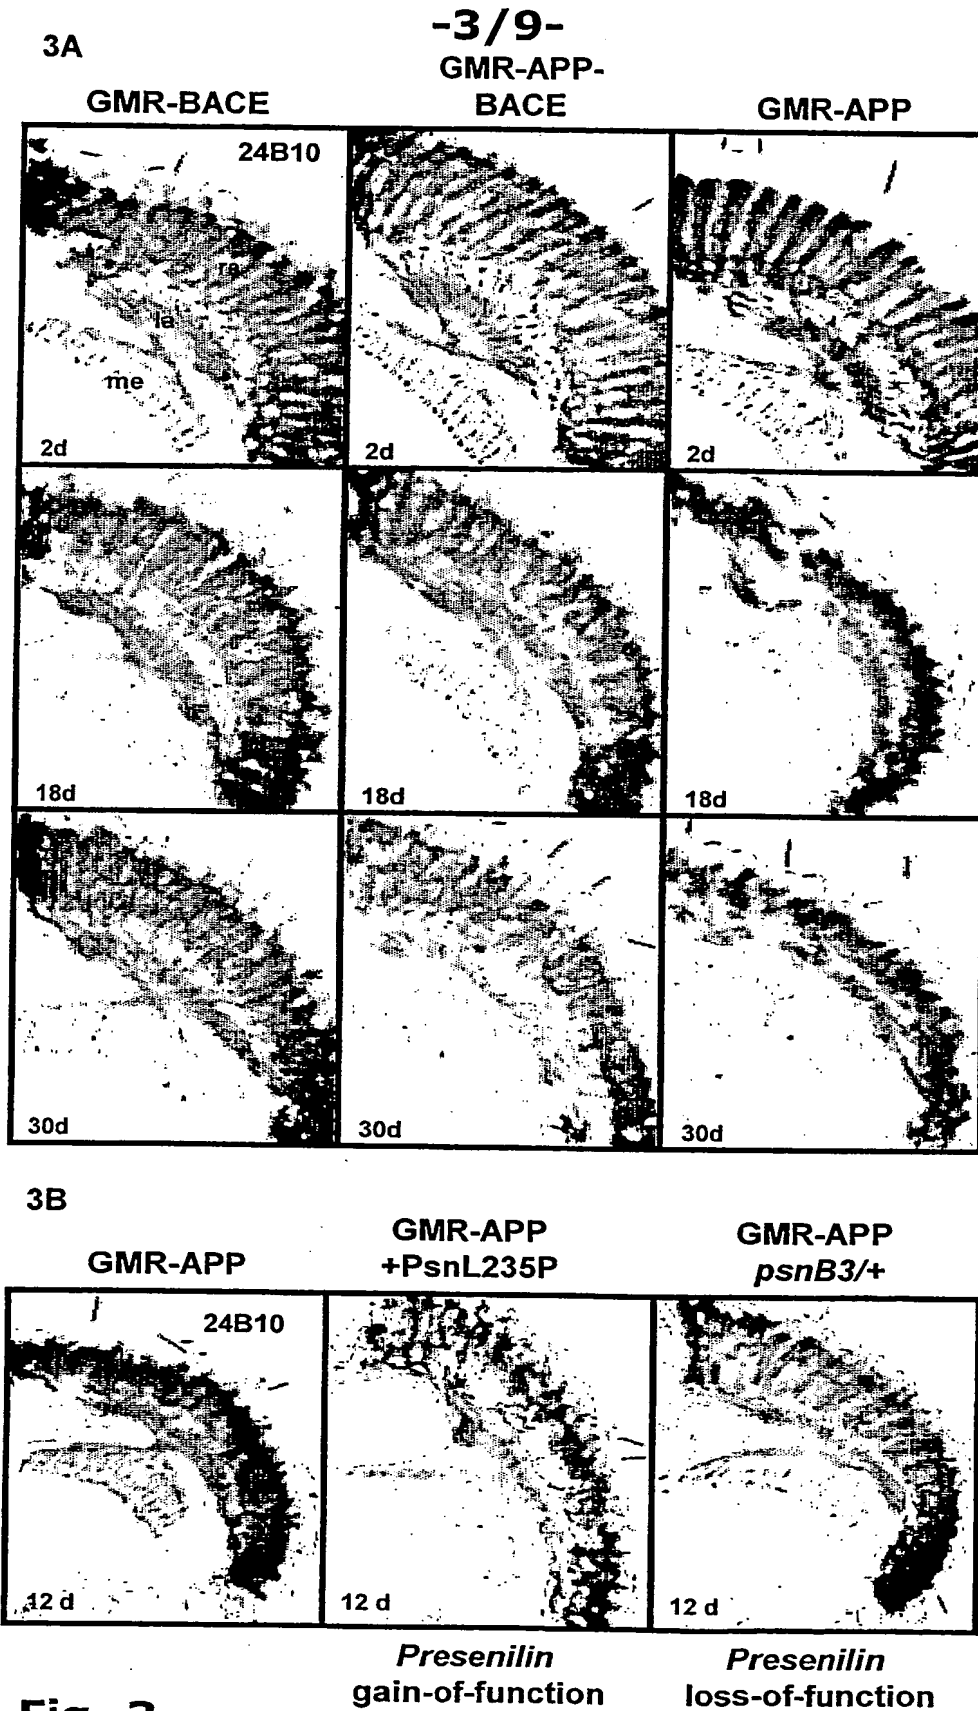 -3/9-
3A
GMR-BACE
GMR-APP-
BACE
GMR-APP
24B10
re
la
me
2d
2d
2d
18d
18d
18d
30d
30d
30d
3B
GMR-APP
GMR-APP
+PsnL235P
GMR-APP
psnB3/+
24B10
12 d
12 d
12 d
Presenilin
gain-of-function
Presenilin
loss-of-function